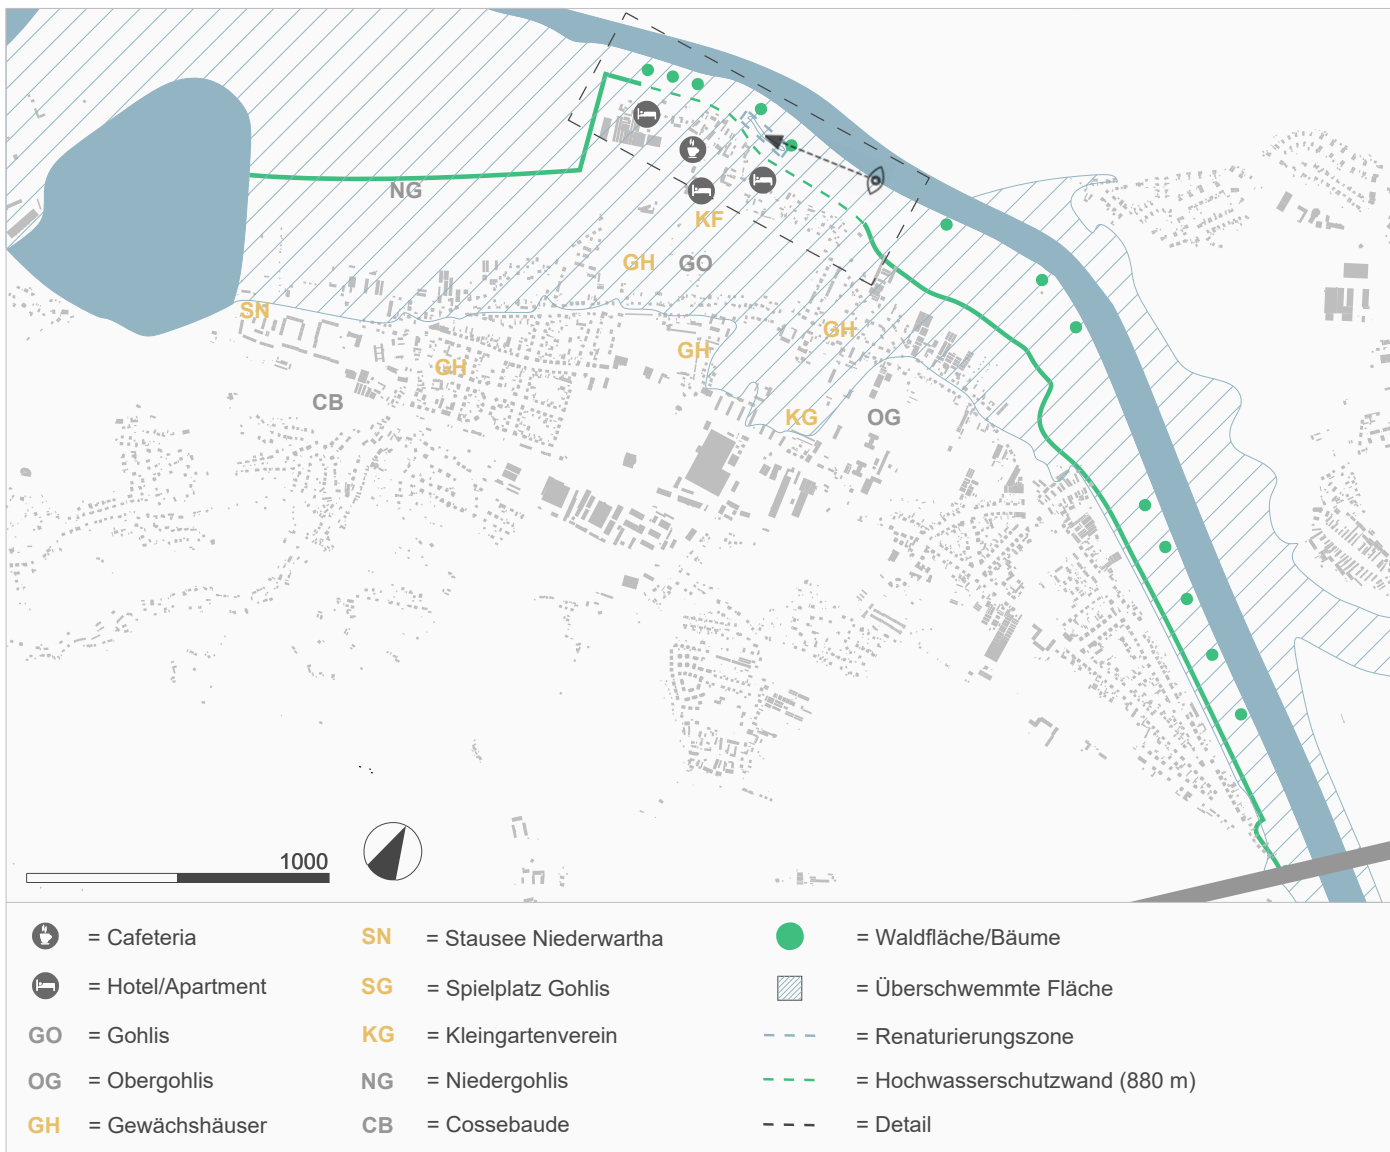 NG
KF
GH
GO
SN
GH
GH
GH
CB
KG
OG
1000
= Cafeteria
SN
= Stausee Niederwartha
= Waldfläche/Bäume
= Hotel/Apartment
SG
= Spielplatz Gohlis
= Überschwemmte Fläche
GO
= Gohlis
KG
= Kleingartenverein
= Renaturierungszone
OG
= Obergohlis
NG
= Niedergohlis
= Hochwasserschutzwand (880 m)
GH
= Gewächshäuser
CB
= Cossebaude
= Detail